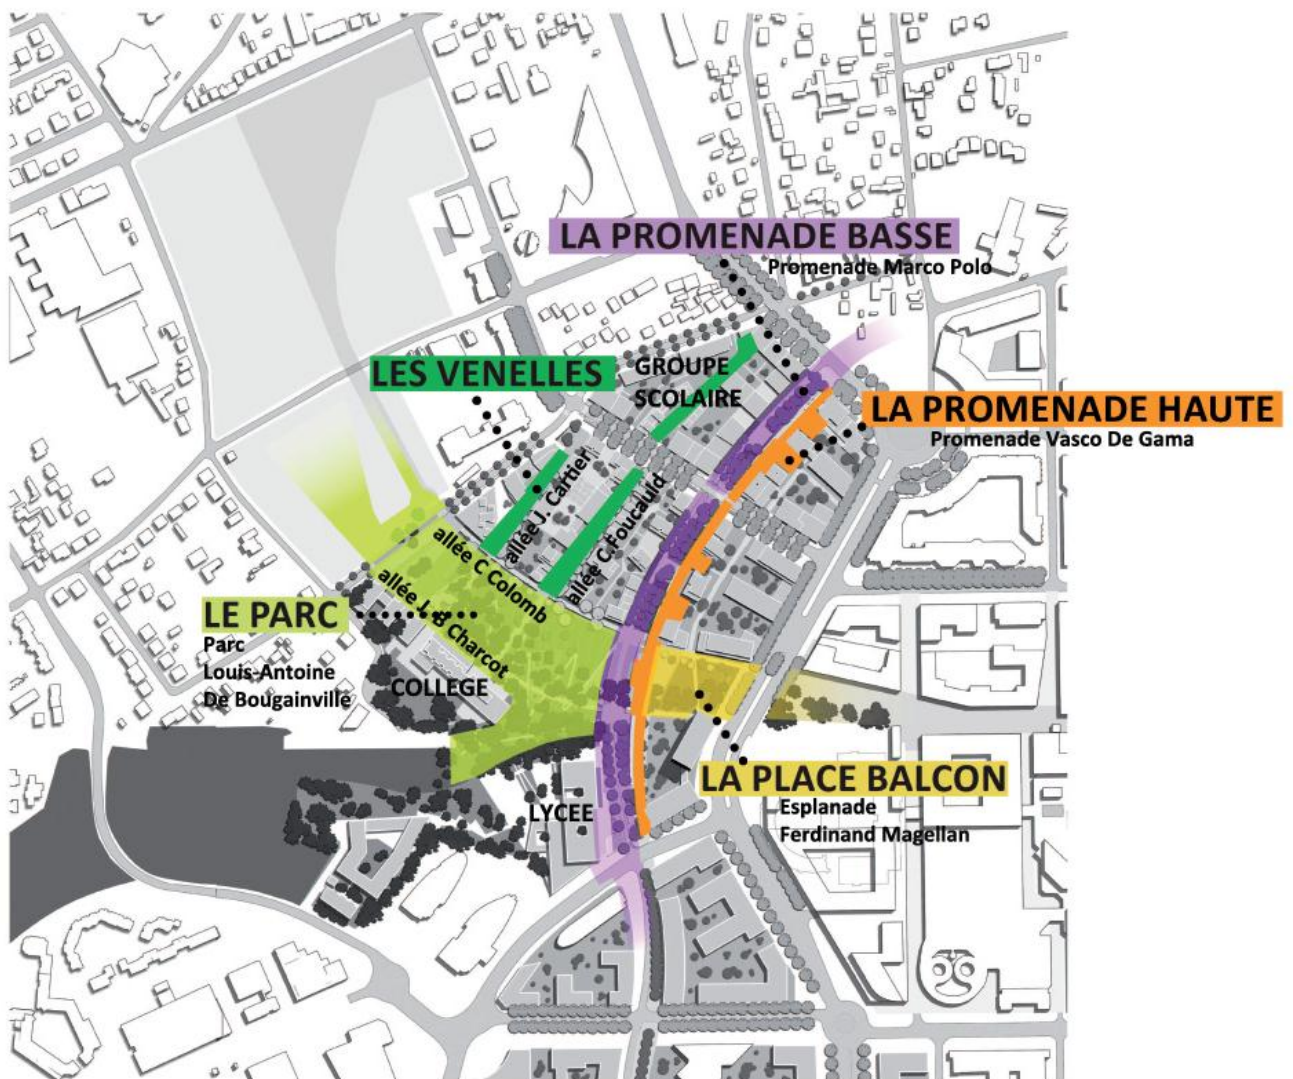 LA PROMENADE BASSE
Promenade Marco Polo
LES VENELLES
GROUPE
SCOLAIRE
LA PROMENADE HAUTE
Promenade Vasco De Gama
allée J. Cartier
allée C.Foucauld
allée C Colomb
allée J. B Charcot
LE PARC
Parc
Louis-Antoine
De Bougainville
COLLEGE
LA PLACE BALCON
Esplanade
Ferdinand Magellan
LYCEE